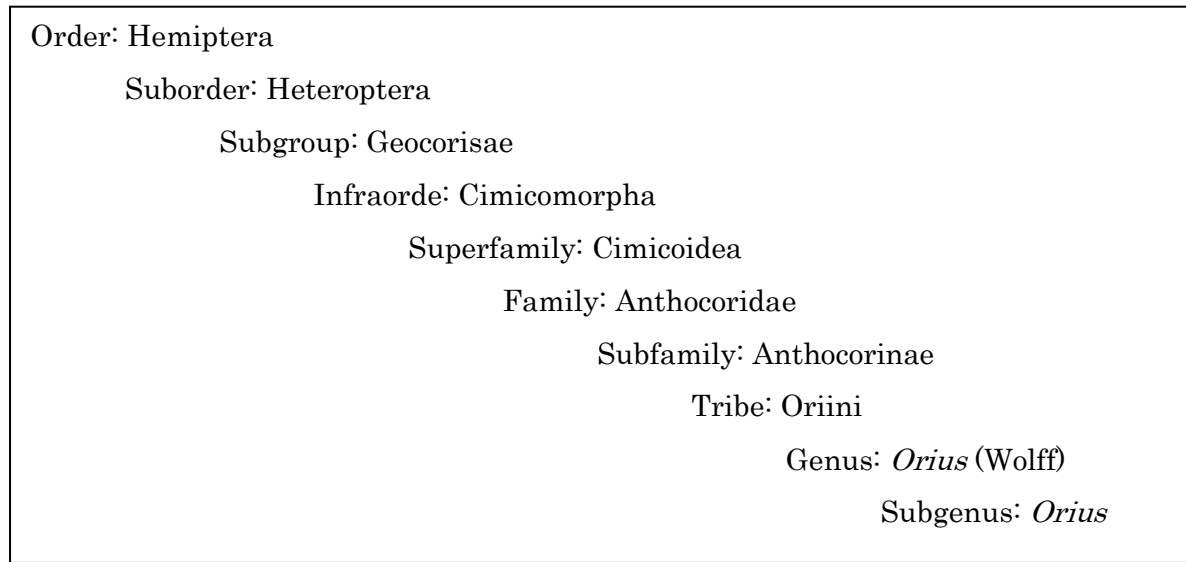 Order: Hemiptera
Suborder: Heteroptera
Subgroup: Geocorisae
Infraorde: Cimicomorpha
Superfamily: Cimicoidea
Family: Anthocoridae
Subfamily: Anthocorinae
Tribe: Oriini
Genus: Orius (Wolff)
Subgenus: Orius